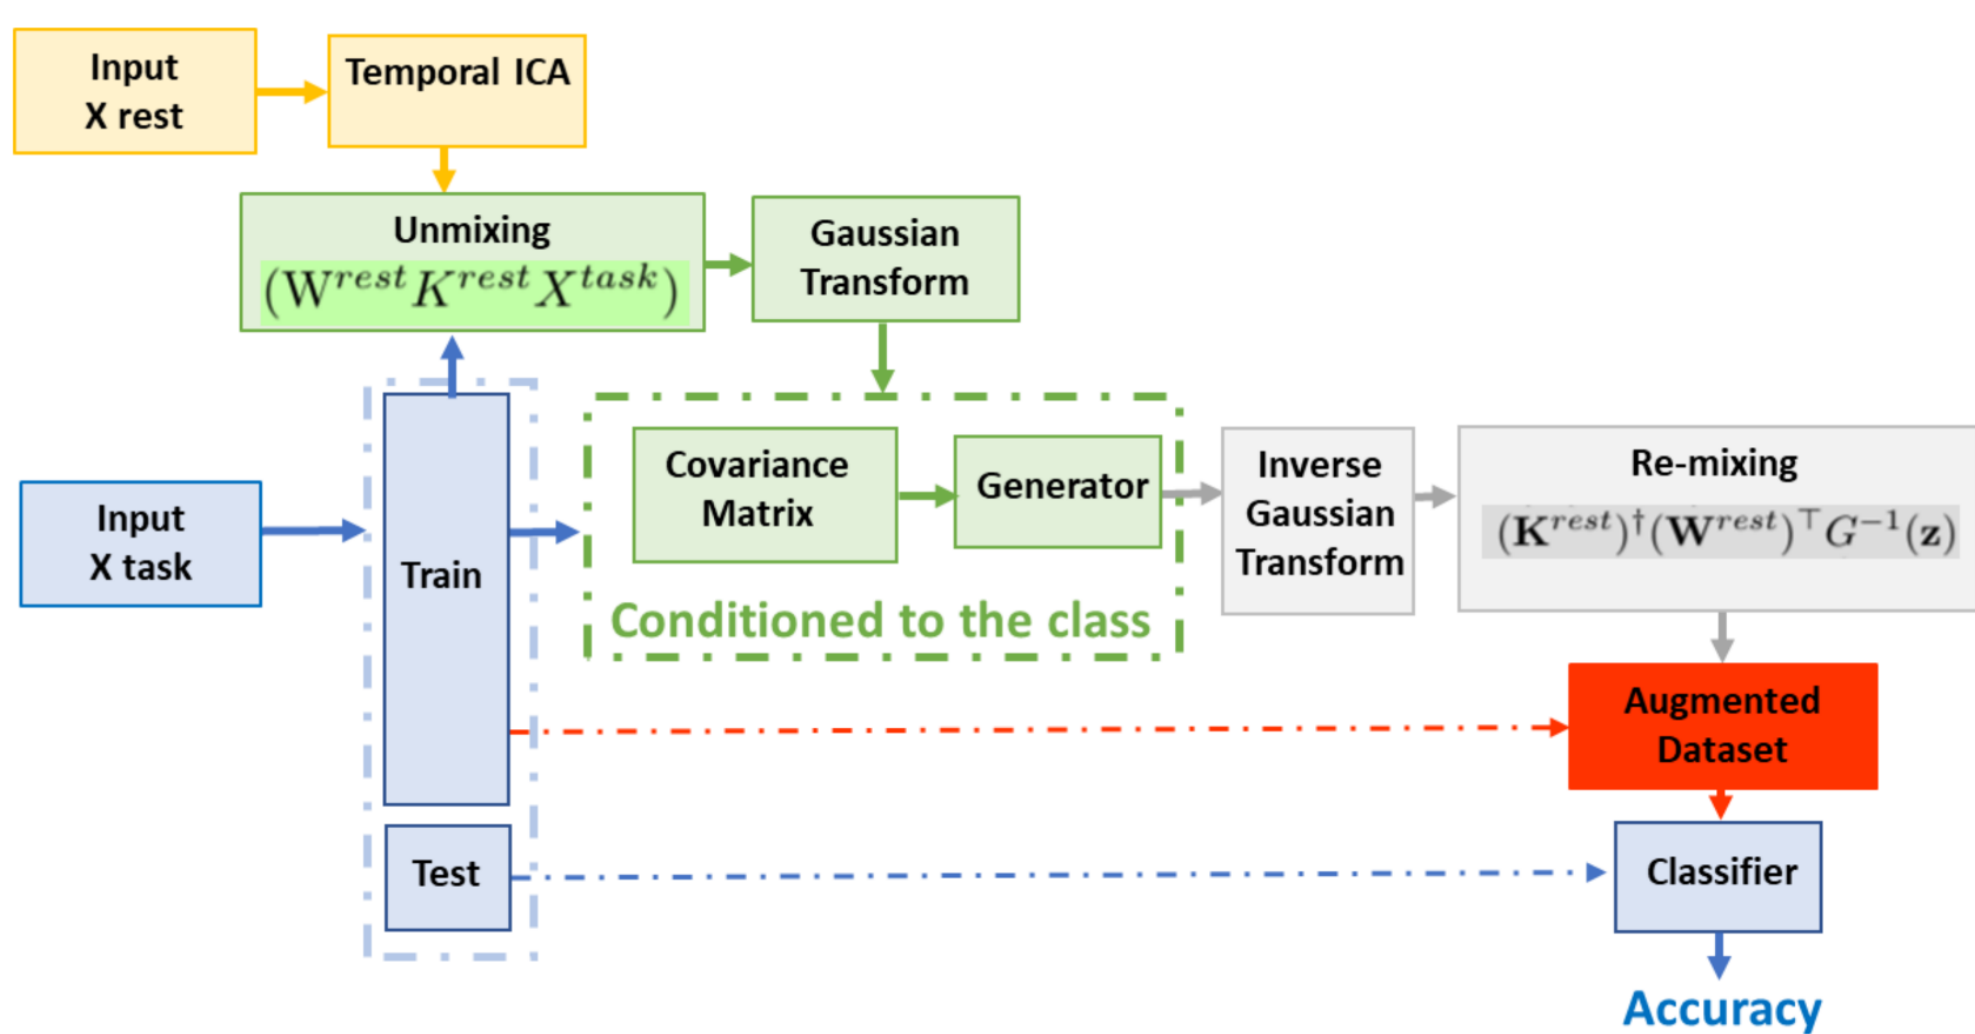 Input
X rest
Temporal ICA
Unmixing
(W^{rest} K^{rest} X^{task})
Gaussian
Transform
Input
X task
Train
Test
Covariance
Matrix
Generator
Conditioned to the class
Inverse
Gaussian
Transform
Re-mixing
(K^{rest})^† (W^{rest})^⊤ G^{-1}(z)
Augmented
Dataset
Classifier
Accuracy